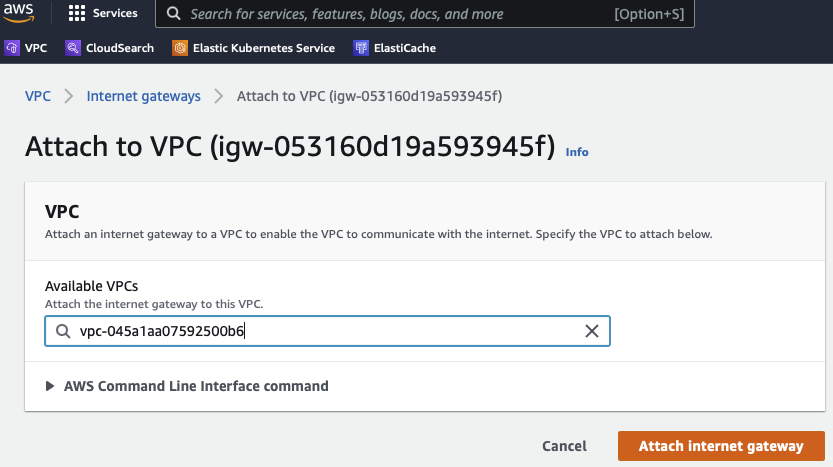 aws Services Search for services, features, blogs, docs, and more [Option+S]
VPC CloudSearch Elastic Kubernetes Service ElastiCache
VPC Internet gateways Attach to VPC (igw-053160d19a593945f)
Attach to VPC (igw-053160d19a593945f) Info
VPC
Attach an internet gateway to a VPC to enable the VPC to communicate with the internet. Specify the VPC to attach below.
Available VPCs
Attach the internet gateway to this VPC.
vpc-045a1aa07592500b6
AWS Command Line Interface command
Cancel Attach internet gateway